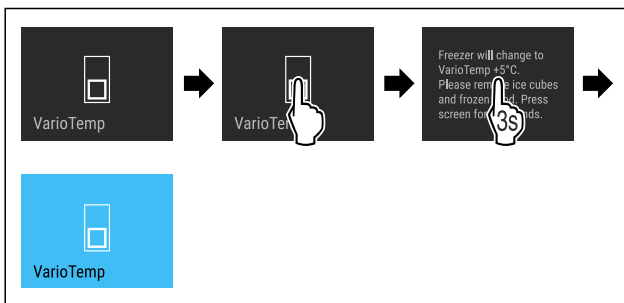 VarioTemp
VarioTe
Freezer will change to
VarioTemp +5°C.
Please rem e ice cubes
and frozen d. Press
screen for nds.
3s
VarioTemp